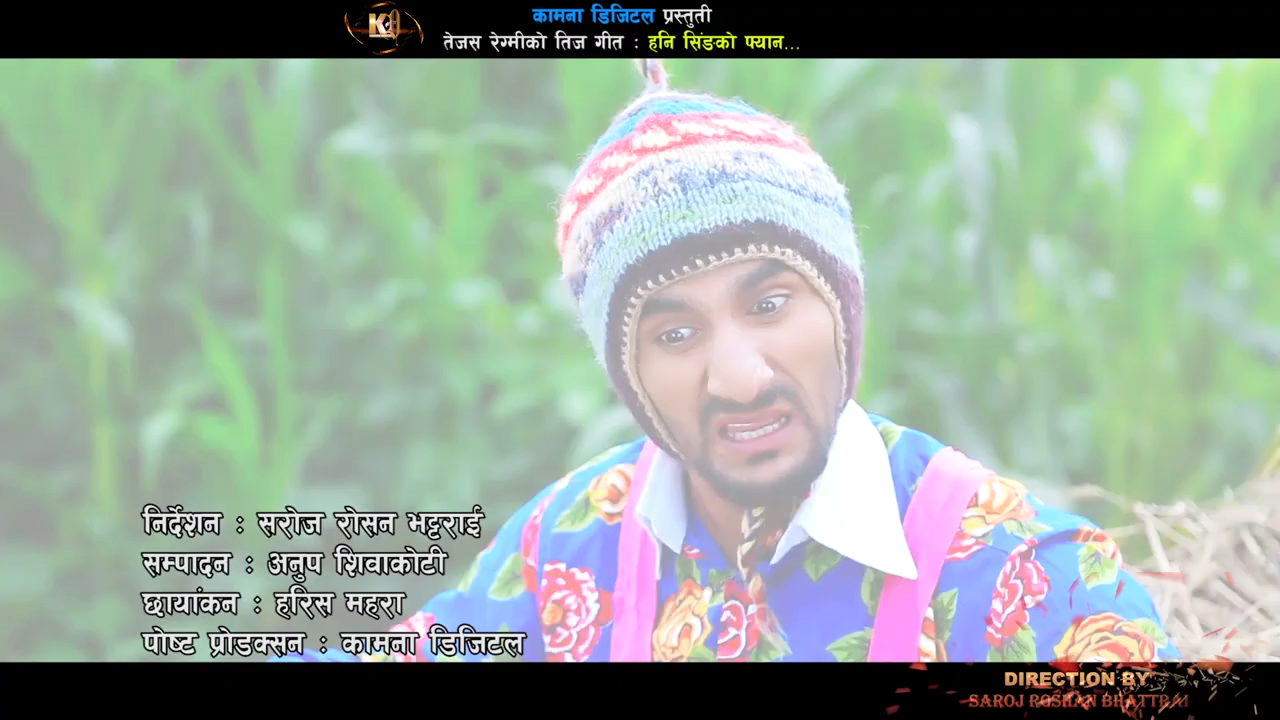 कामना डिजिटल प्रस्तुती
तेजस रेग्मीको तिज गीत : हनि सिंङको फ्यान...
निर्देशन : सरोज रोसन भट्टराई
सम्पादन : अनुप शिवाकोटी
छायांकन : हरिस महरा
पोष्ट प्रोडक्सन : कामना डिजिटल
DIRECTION BY
SAROJ ROSHAN BHATTRAI